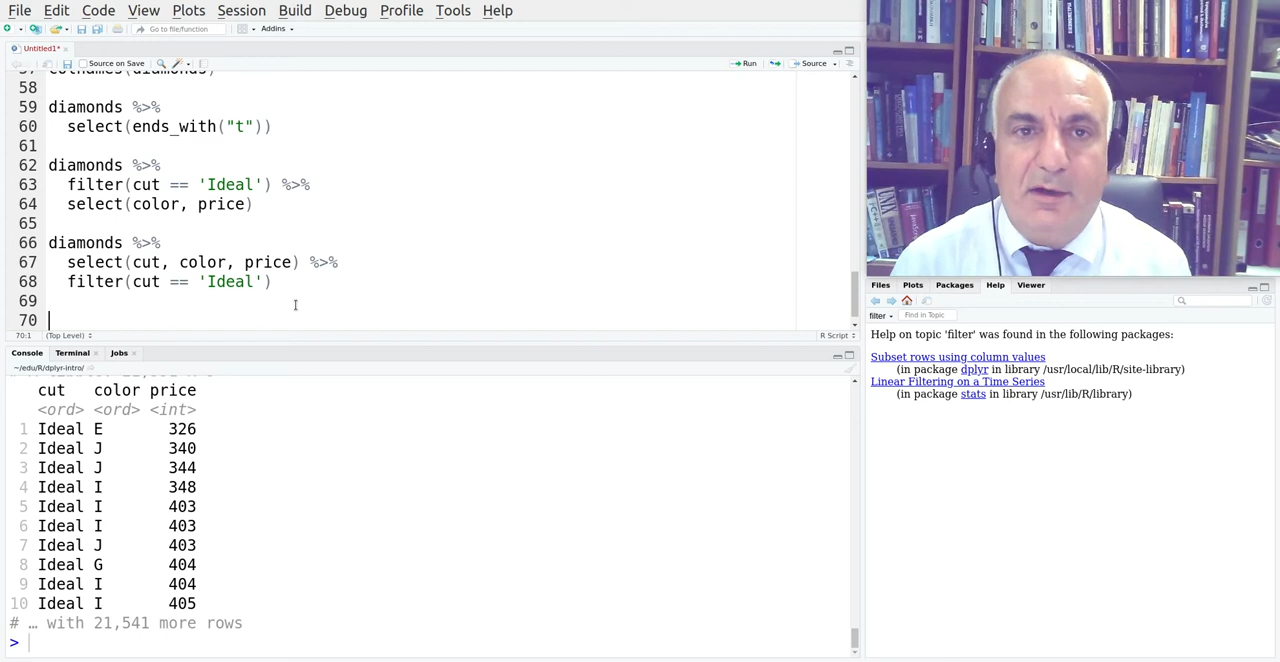 File Edit Code View Plots Session Build Debug Profile Tools Help
Go to file/function Addins
Untitled1*
Source on Save Run Source
58
59 diamonds %>%
60 select(ends_with("t"))
61
62 diamonds %>%
63 filter(cut == 'Ideal') %>%
64 select(color, price)
65
66 diamonds %>%
67 select(cut, color, price) %>%
68 filter(cut == 'Ideal')
69
70
70:1 (Top Level) R Script
Console Terminal Jobs
~/edu/R/dplyr-intro/
cut color price
<ord> <ord> <int>
1 Ideal E 326
2 Ideal J 340
3 Ideal J 344
4 Ideal I 348
5 Ideal I 403
6 Ideal I 403
7 Ideal J 403
8 Ideal G 404
9 Ideal I 404
10 Ideal I 405
# … with 21,541 more rows
>
Files Plots Packages Help Viewer
filter Find in Topic
Help on topic 'filter' was found in the following packages:
Subset rows using column values
(in package dplyr in library /usr/local/lib/R/site-library)
Linear Filtering on a Time Series
(in package stats in library /usr/lib/R/library)